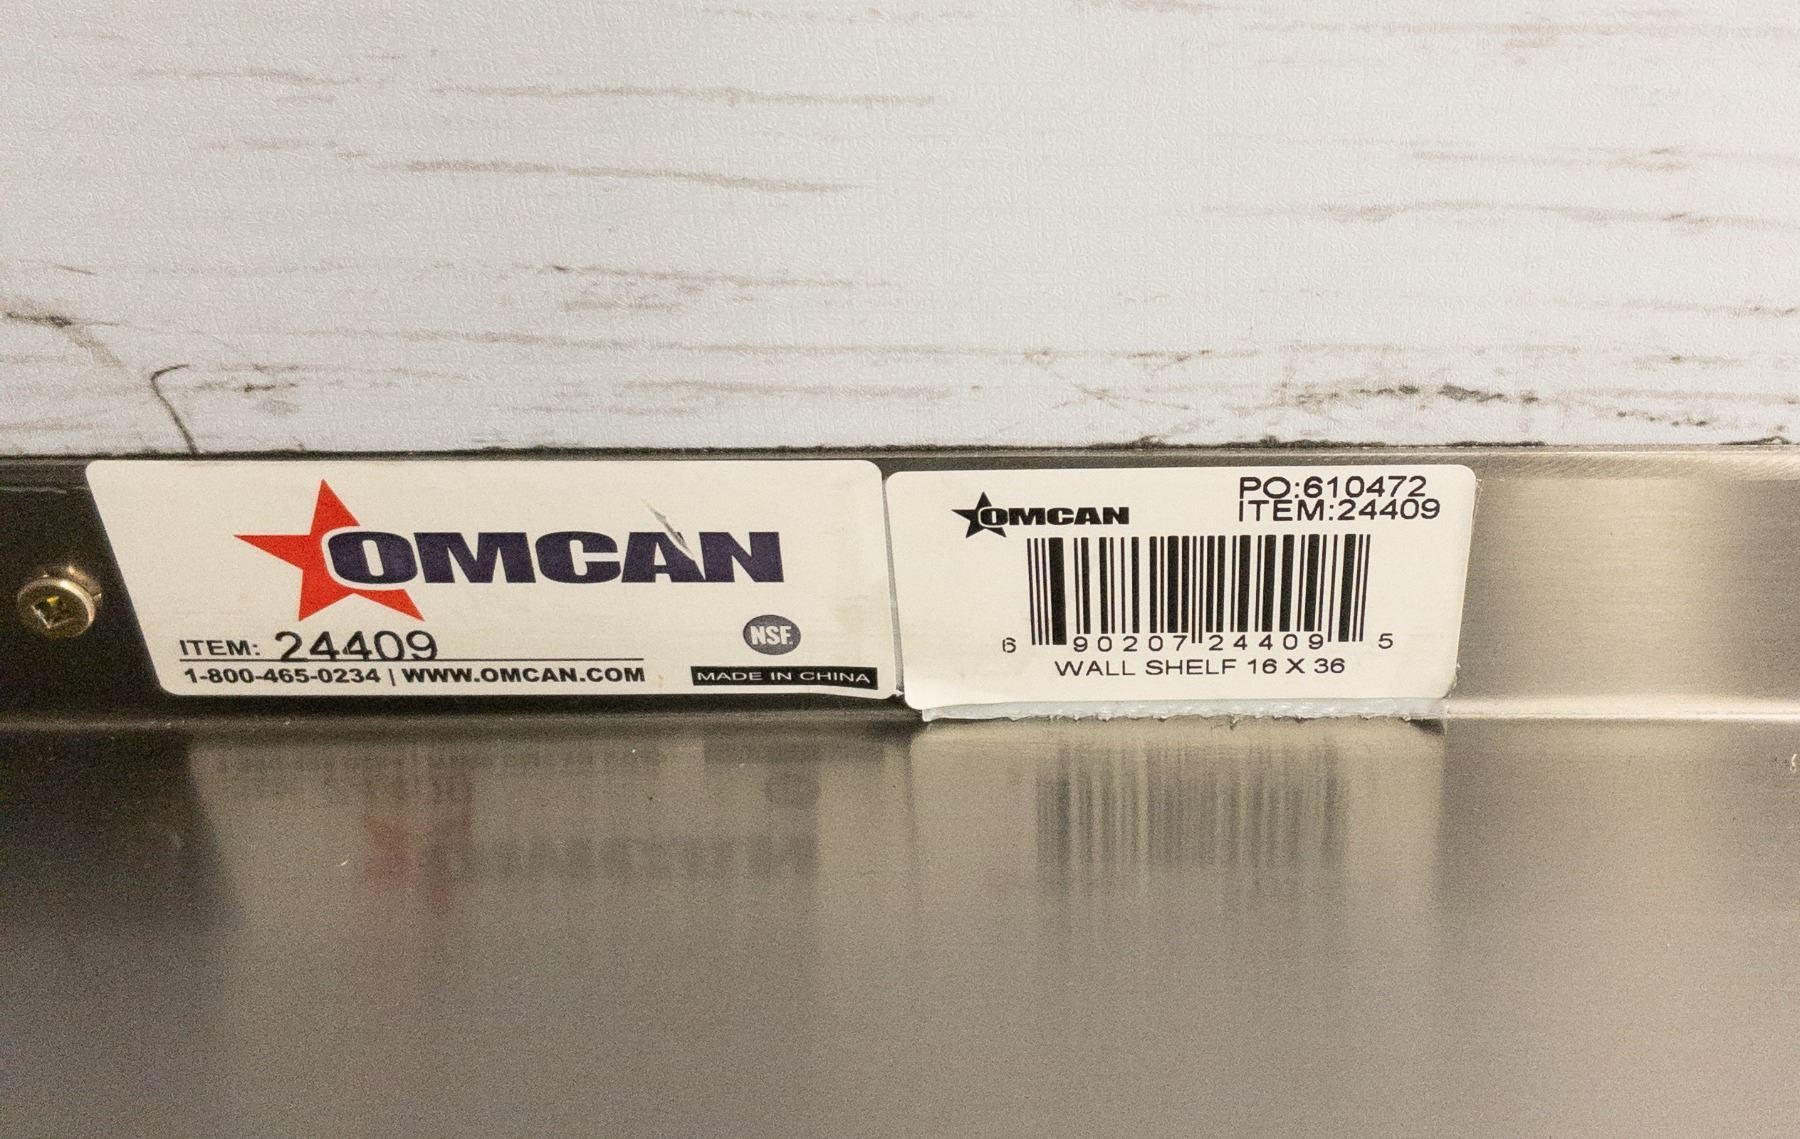 OMCAN
ITEM: 24409
NSF
1-800-465-0234 | WWW.OMCAN.COM
MADE IN CHINA
OMCAN
PO:610472
ITEM:24409
6 90207 24409 5
WALL SHELF 16 X 36